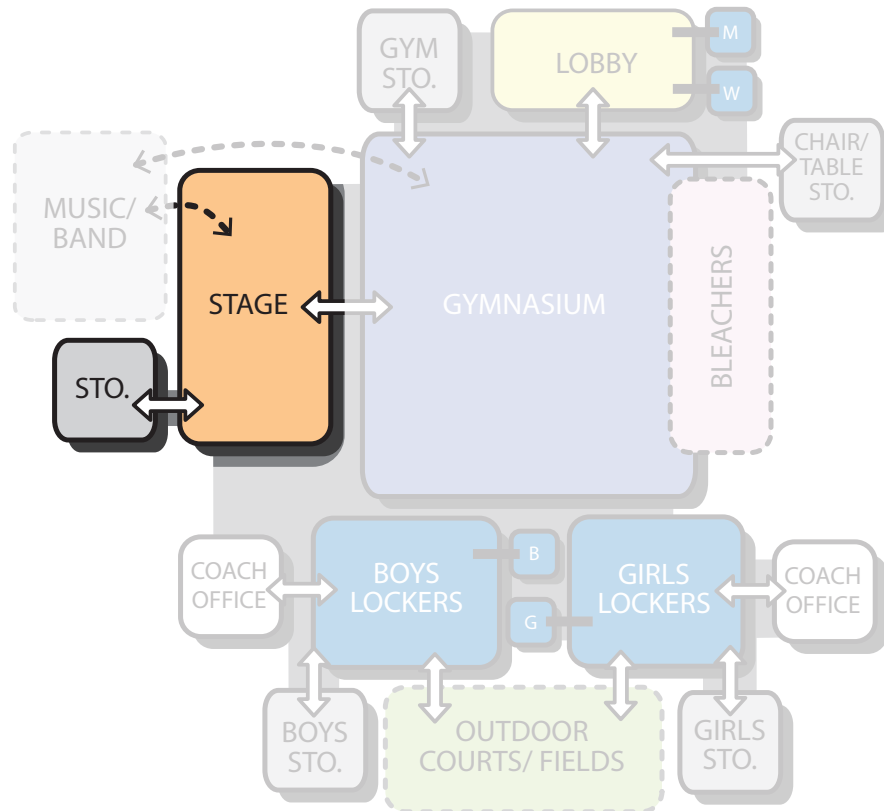 GYM
STO.
LOBBY
M
W
CHAIR/
TABLE
STO.
MUSIC/
BAND
STAGE
GYMNASIUM
BLEACHERS
STO.
COACH
OFFICE
BOYS
LOCKERS
B
G
GIRLS
LOCKERS
COACH
OFFICE
BOYS
STO.
OUTDOOR
COURTS/ FIELDS
GIRLS
STO.